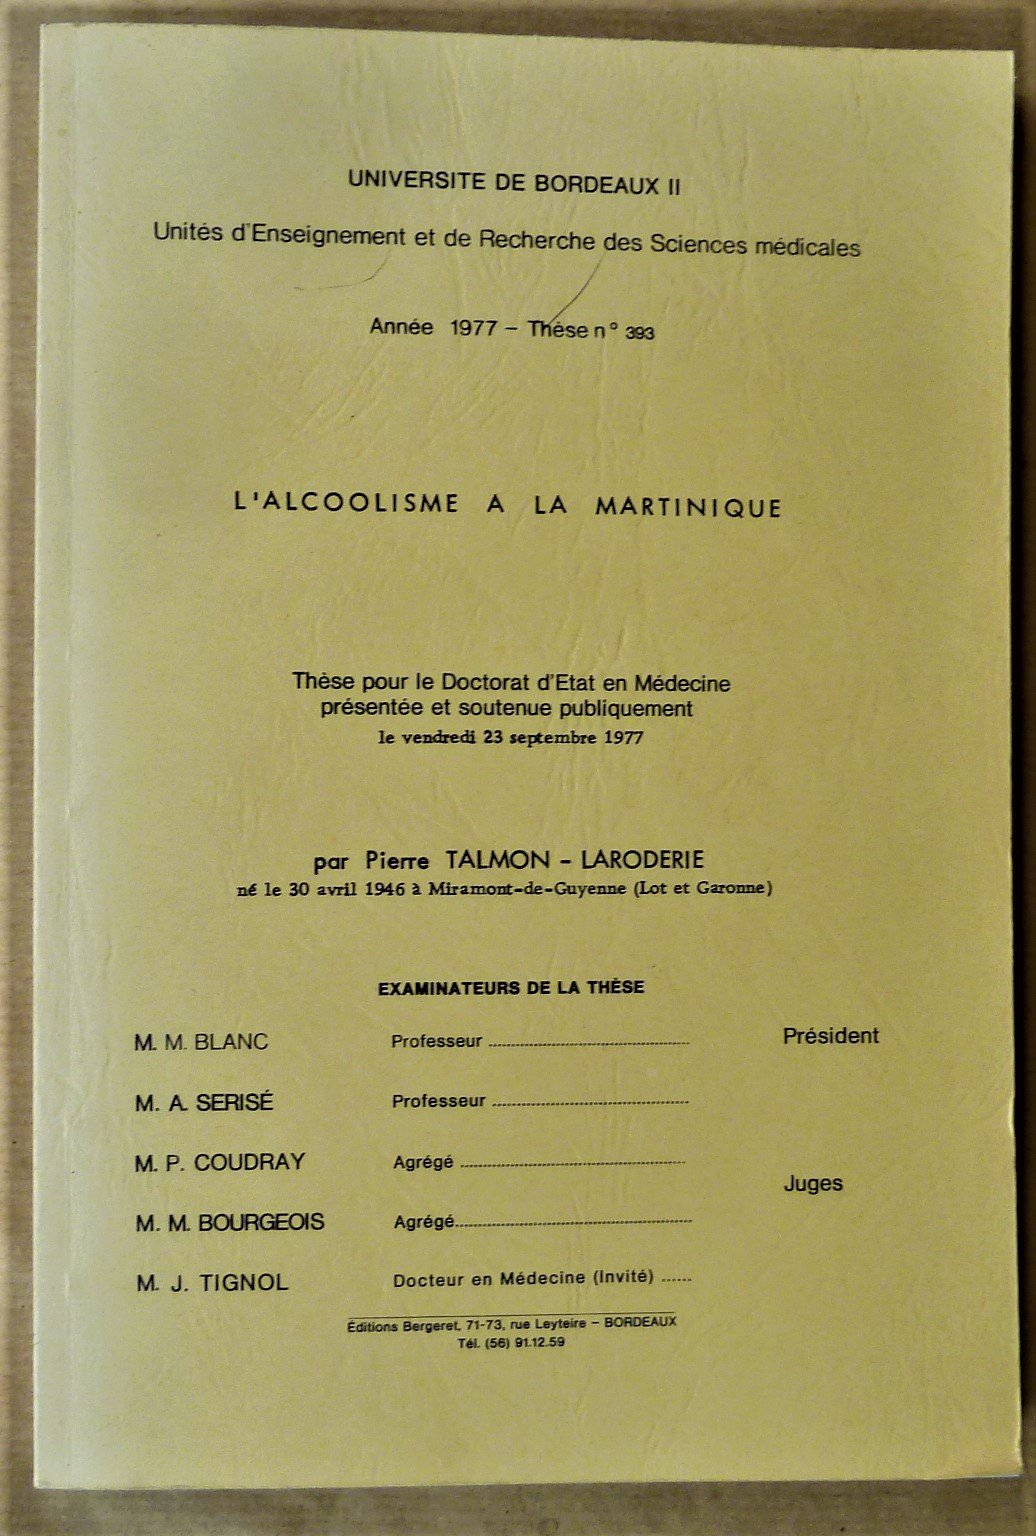 UNIVERSITE DE BORDEAUX II
Unités d'Enseignement et de Recherche des Sciences médicales
Année 1977 – Thèse n° 393
L'ALCOOLISME A LA MARTINIQUE
Thèse pour le Doctorat d'Etat en Médecine
présentée et soutenue publiquement
le vendredi 23 septembre 1977
par Pierre TALMON - LARODERIE
né le 30 avril 1946 à Miramont-de-Guyenne (Lot et Garonne)
EXAMINATEURS DE LA THÈSE
M. M. BLANC Professeur ........................ Président
M. A. SERISÉ Professeur ........................
M. P. COUDRAY Agrégé ........................
Juges
M. M. BOURGEOIS Agrégé ........................
M. J. TIGNOL Docteur en Médecine (Invité) ......
Éditions Bergeret, 71-73, rue Leyteire – BORDEAUX
Tél. (56) 91.12.59